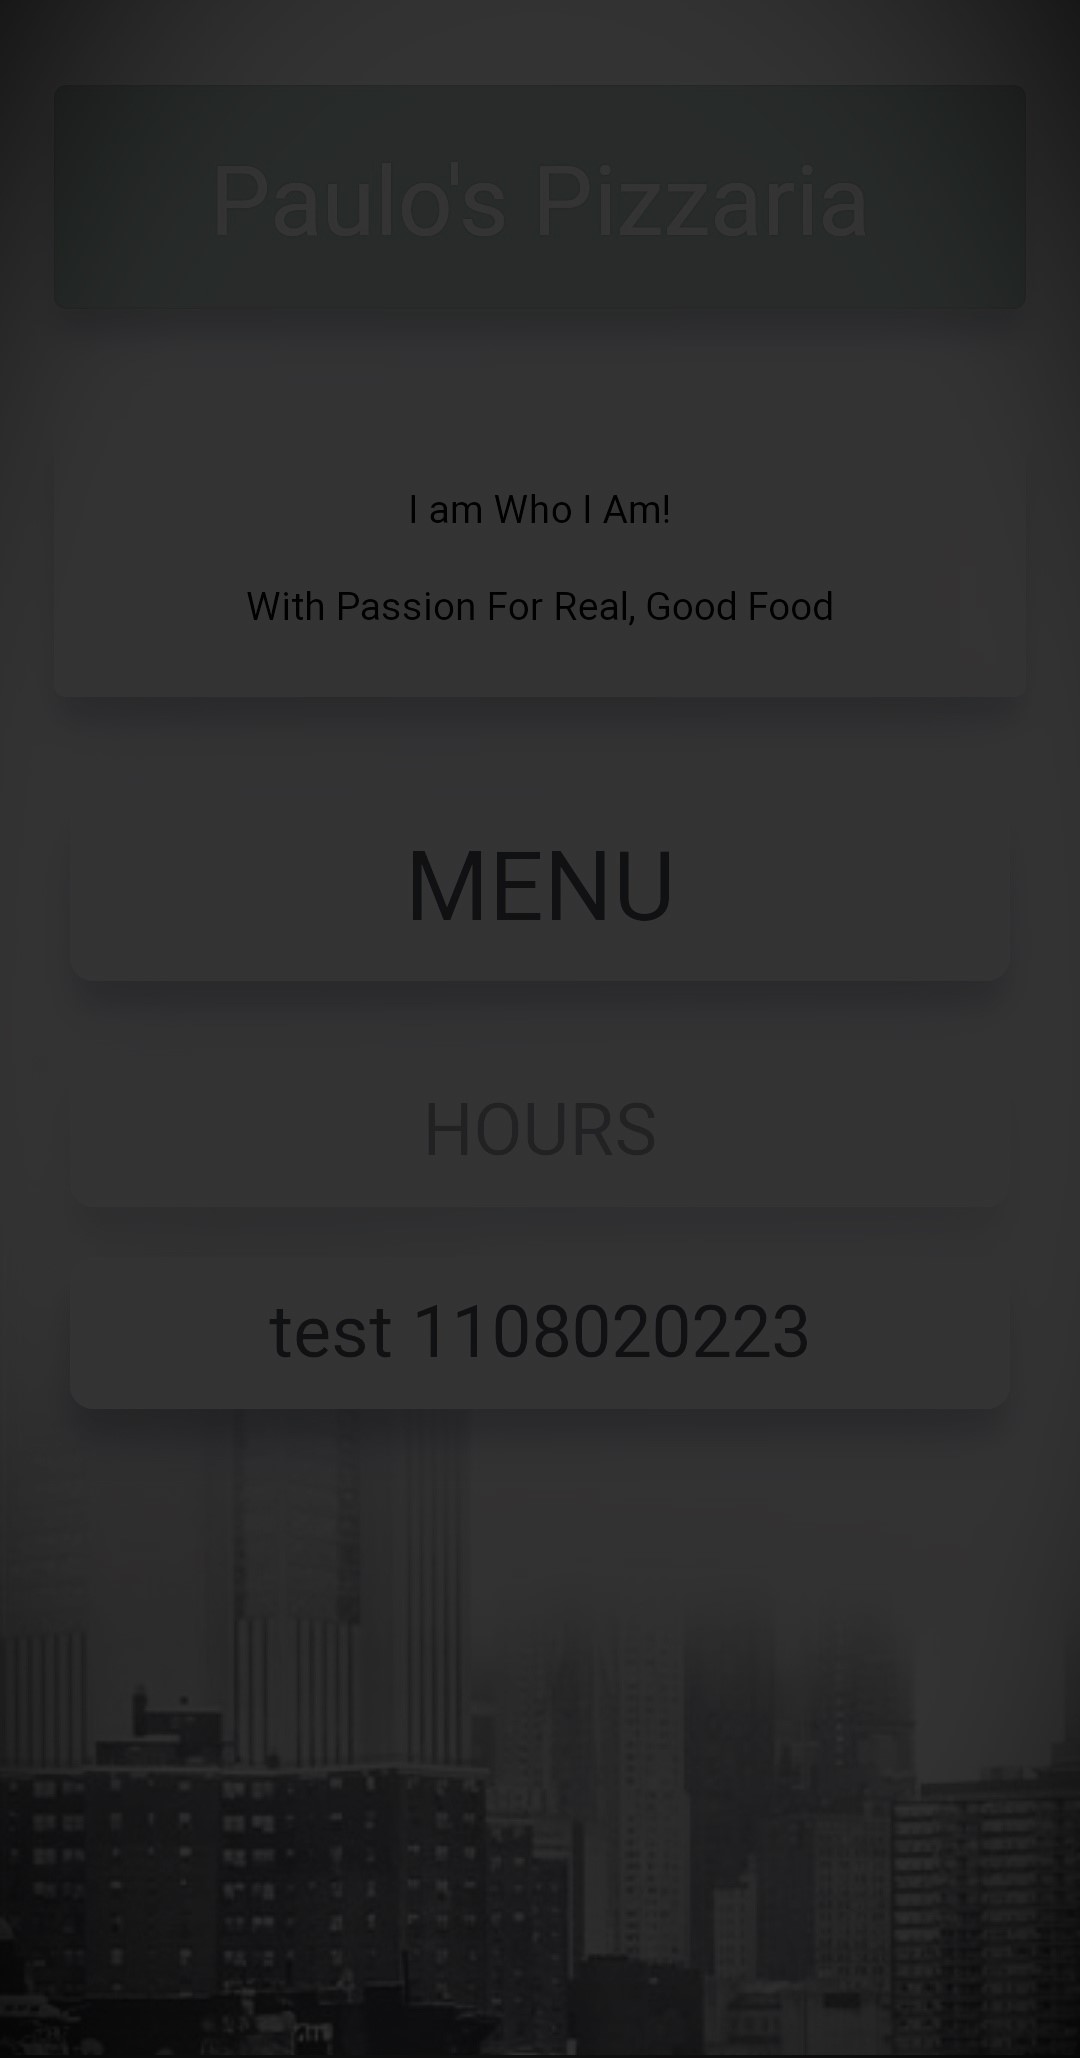 Paulo's Pizzaria
I am Who I Am!
With Passion For Real, Good Food
MENU
HOURS
test 1108020223